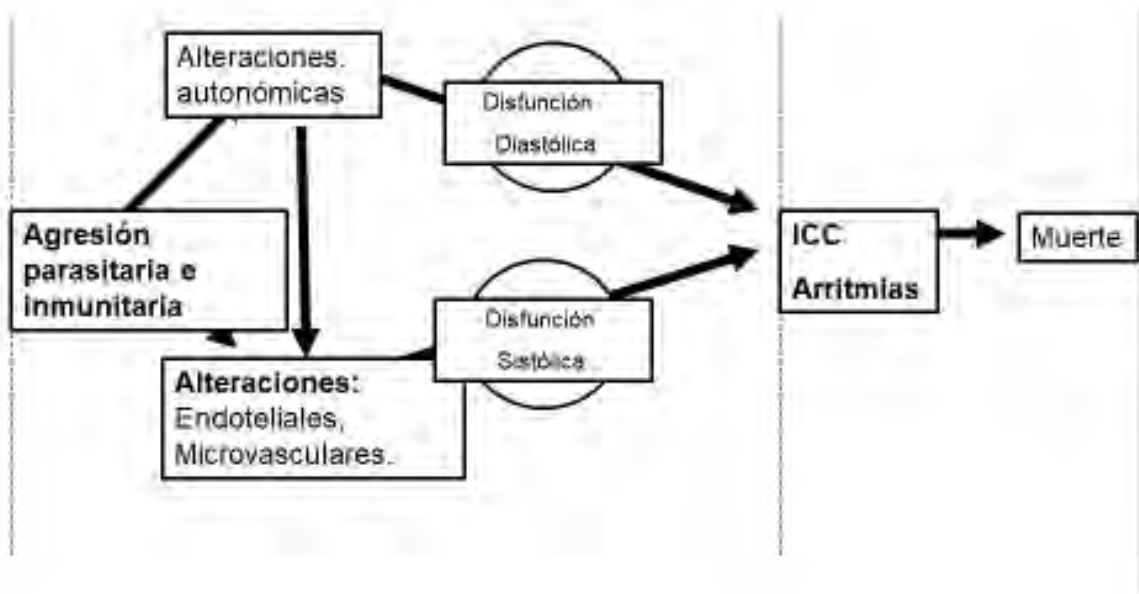 Alteraciones.
autonómicas
Disfunción
Diastólica
Agresión
parasitaria e
inmunitaria
ICC
Arritmias
Muerte
Disfunción
Sistólica
Alteraciones:
Endoteliales,
Microvasculares.